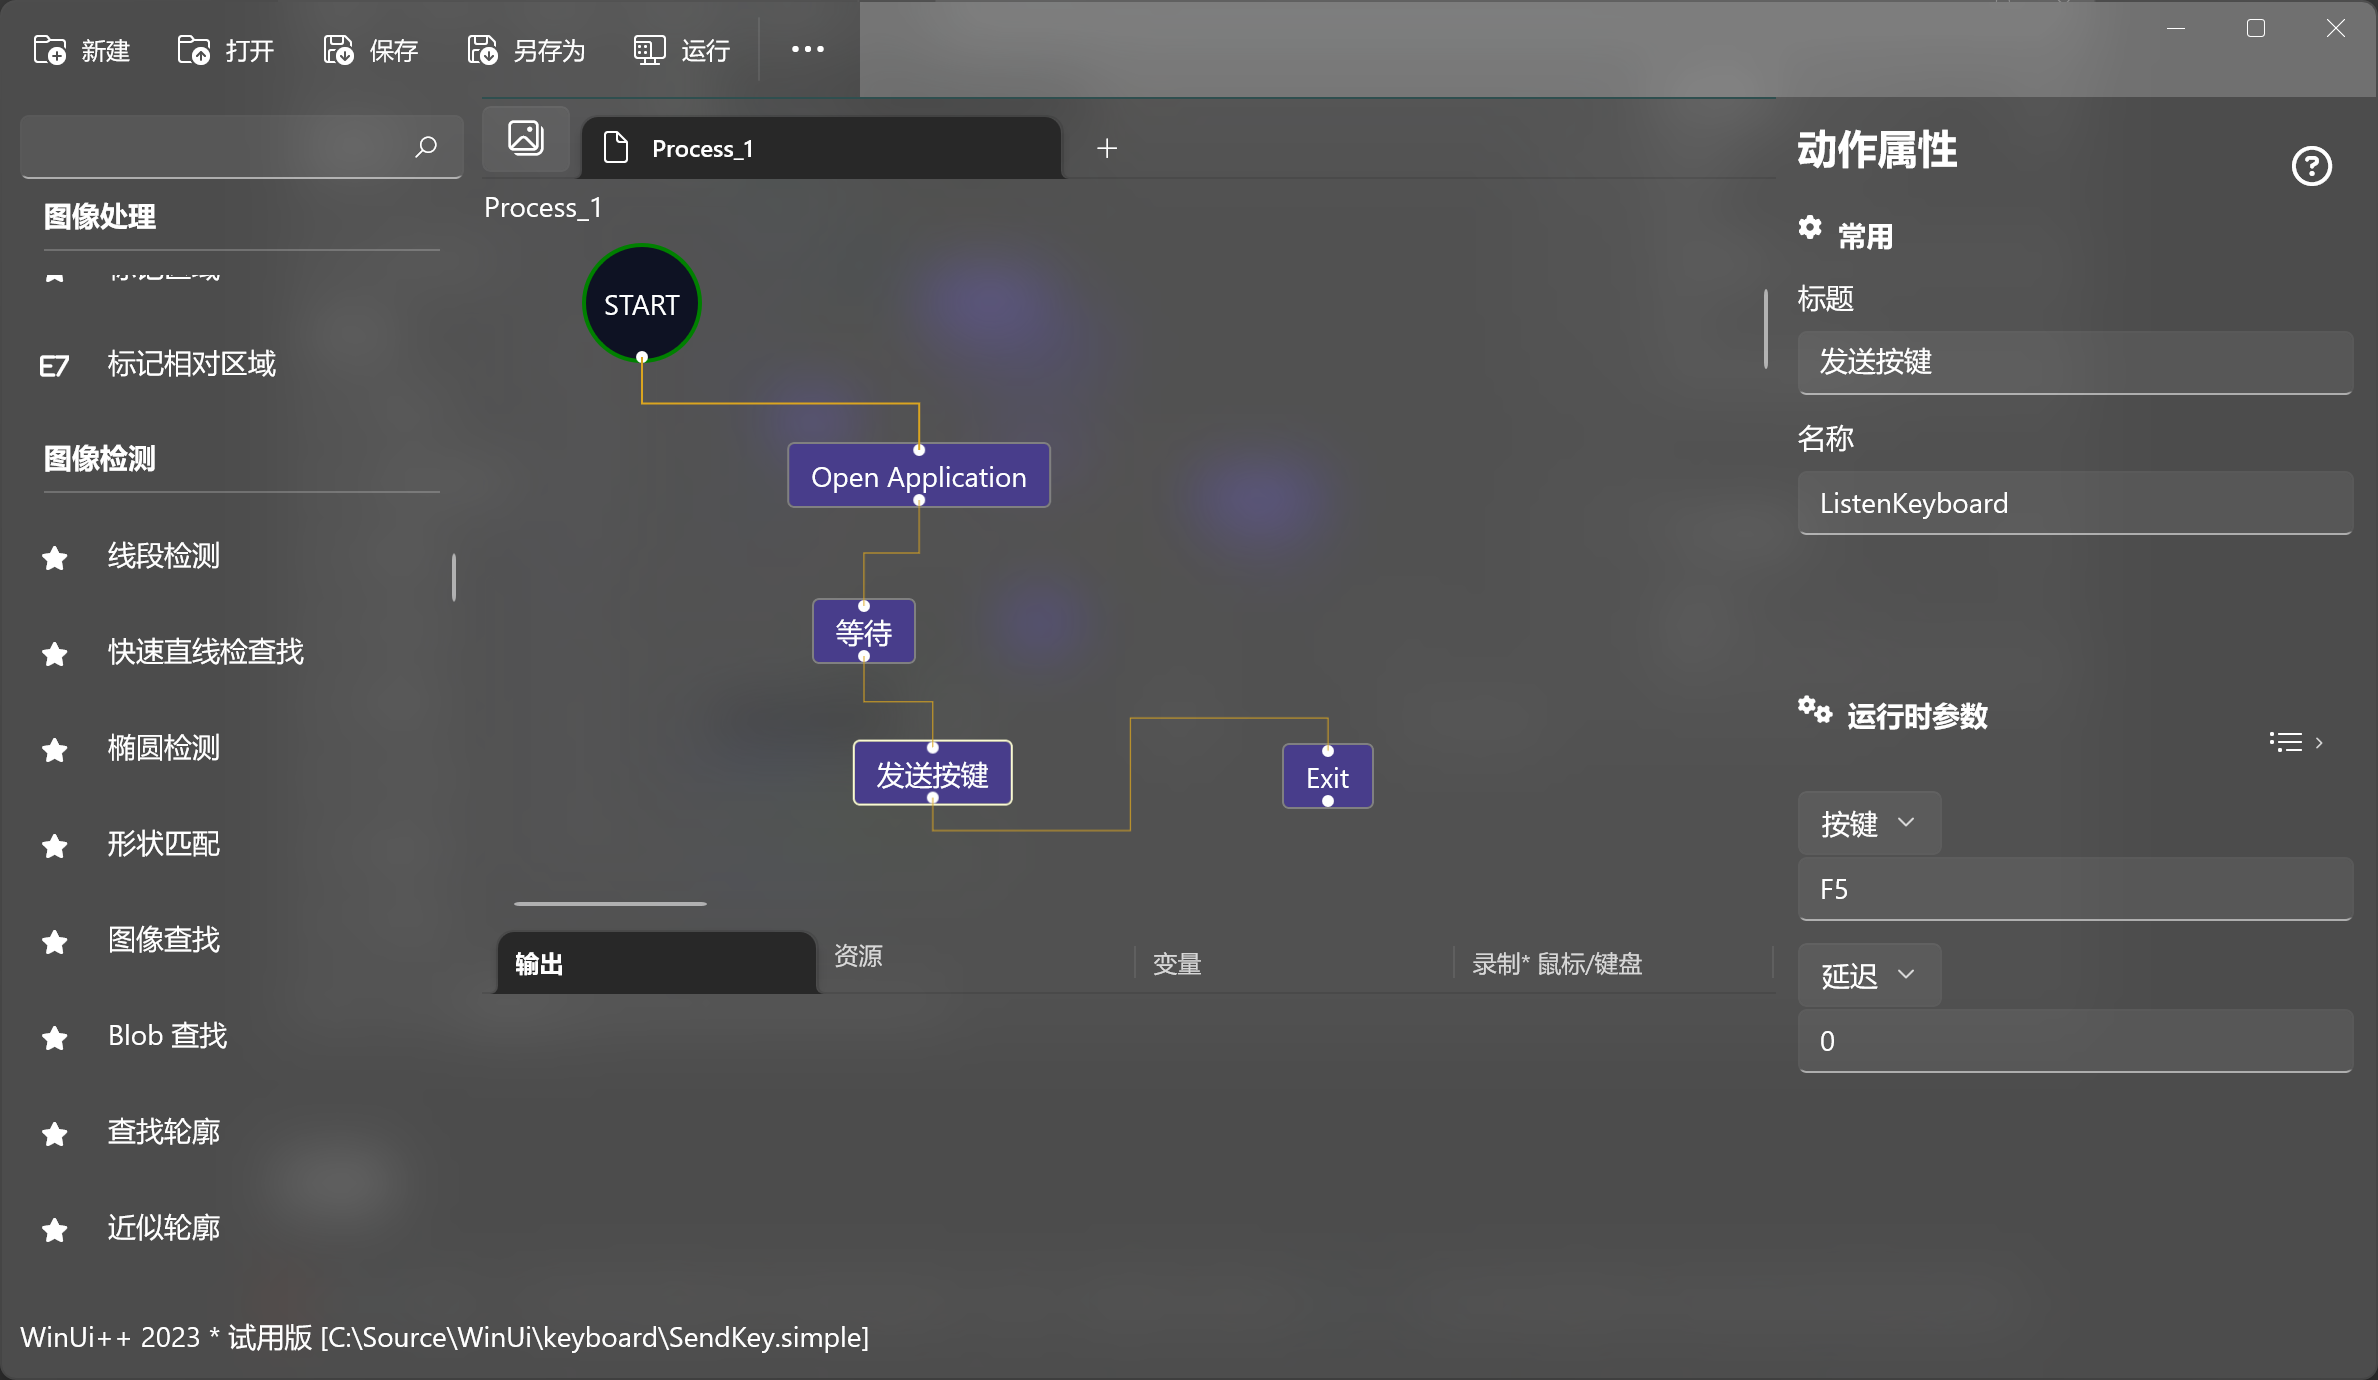 新建
打开
保存
另存为
运行
Process_1
Process_1
图像处理
标记区域
标记相对区域
图像检测
线段检测
快速直线检查找
椭圆检测
形状匹配
图像查找
Blob 查找
查找轮廓
近似轮廓
START
Open Application
等待
发送按键
Exit
输出
资源
变量
录制* 鼠标/键盘
动作属性
常用
标题
发送按键
名称
ListenKeyboard
运行时参数
按键
F5
延迟
0
WinUi++ 2023 * 试用版 [C:\Source\WinUi\keyboard\SendKey.simple]